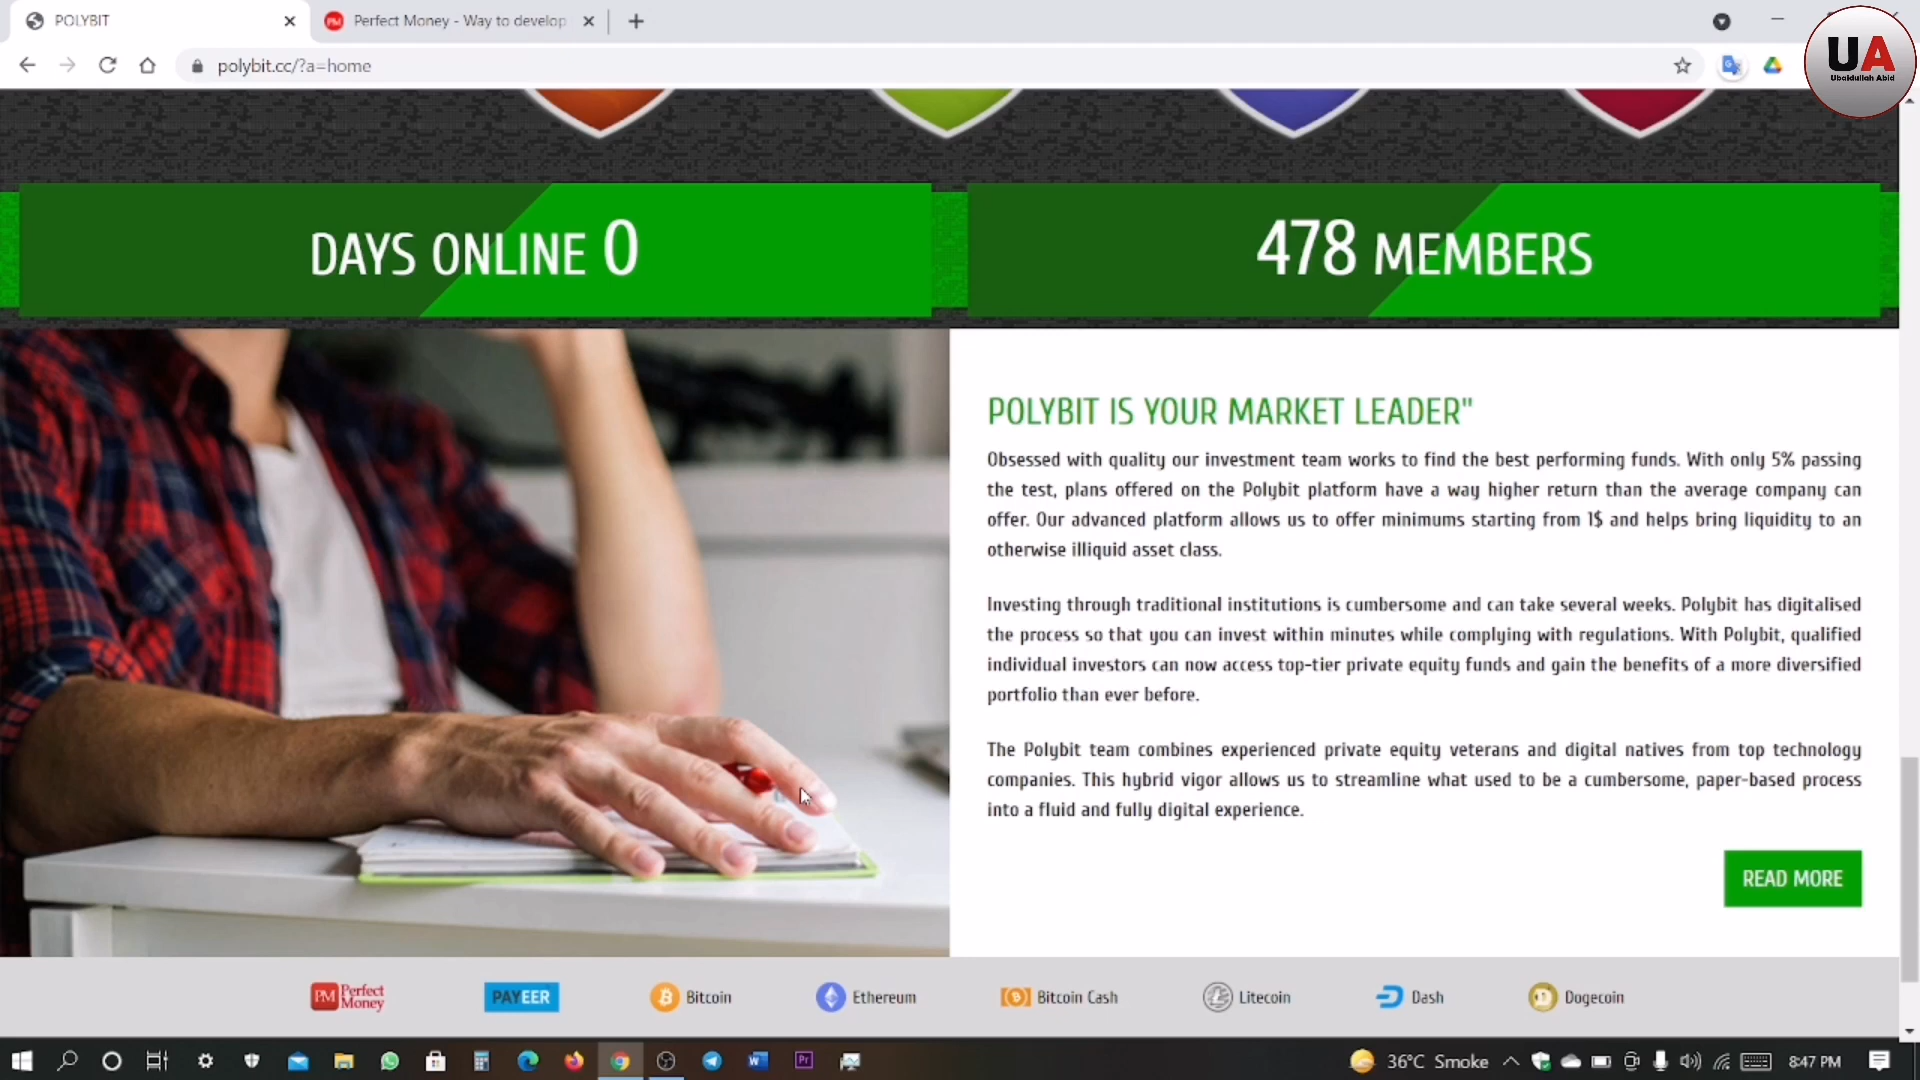 POLYBIT
Perfect Money - Way to develop
polybit.cc/?a=home
UA
Ubaidullah Abid
DAYS ONLINE 0
478 MEMBERS
POLYBIT IS YOUR MARKET LEADER"
Obsessed with quality our investment team works to find the best performing funds. With only 5% passing
the test, plans offered on the Polybit platform have a way higher return than the average company can
offer. Our advanced platform allows us to offer minimums starting from 1$ and helps bring liquidity to an
otherwise illiquid asset class.
Investing through traditional institutions is cumbersome and can take several weeks. Polybit has digitalised
the process so that you can invest within minutes while complying with regulations. With Polybit, qualified
individual investors can now access top-tier private equity funds and gain the benefits of a more diversified
portfolio than ever before.
The Polybit team combines experienced private equity veterans and digital natives from top technology
companies. This hybrid vigor allows us to streamline what used to be a cumbersome, paper-based process
into a fluid and fully digital experience.
READ MORE
PM Perfect Money
PAYEER
Bitcoin
Ethereum
Bitcoin Cash
Litecoin
Dash
Dogecoin
36°C Smoke
8:47 PM